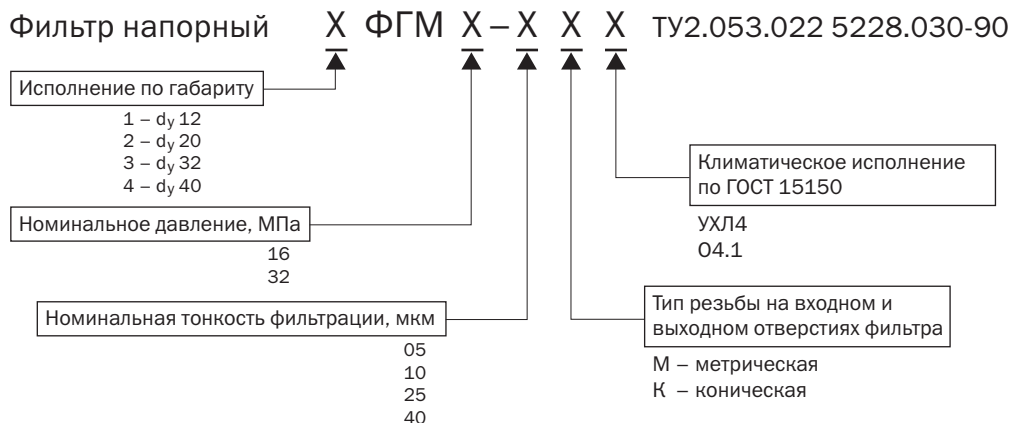 Фильтр напорный X ФГМ X – X X X ТУ2.053.022 5228.030-90
Исполнение по габариту
1 – dy 12
2 – dy 20
3 – dy 32
4 – dy 40
Номинальное давление, МПа
16
32
Номинальная тонкость фильтрации, мкм
05
10
25
40
Климатическое исполнение
по ГОСТ 15150
УХЛ4
О4.1
Тип резьбы на входном и
выходном отверстиях фильтра
М – метрическая
К – коническая